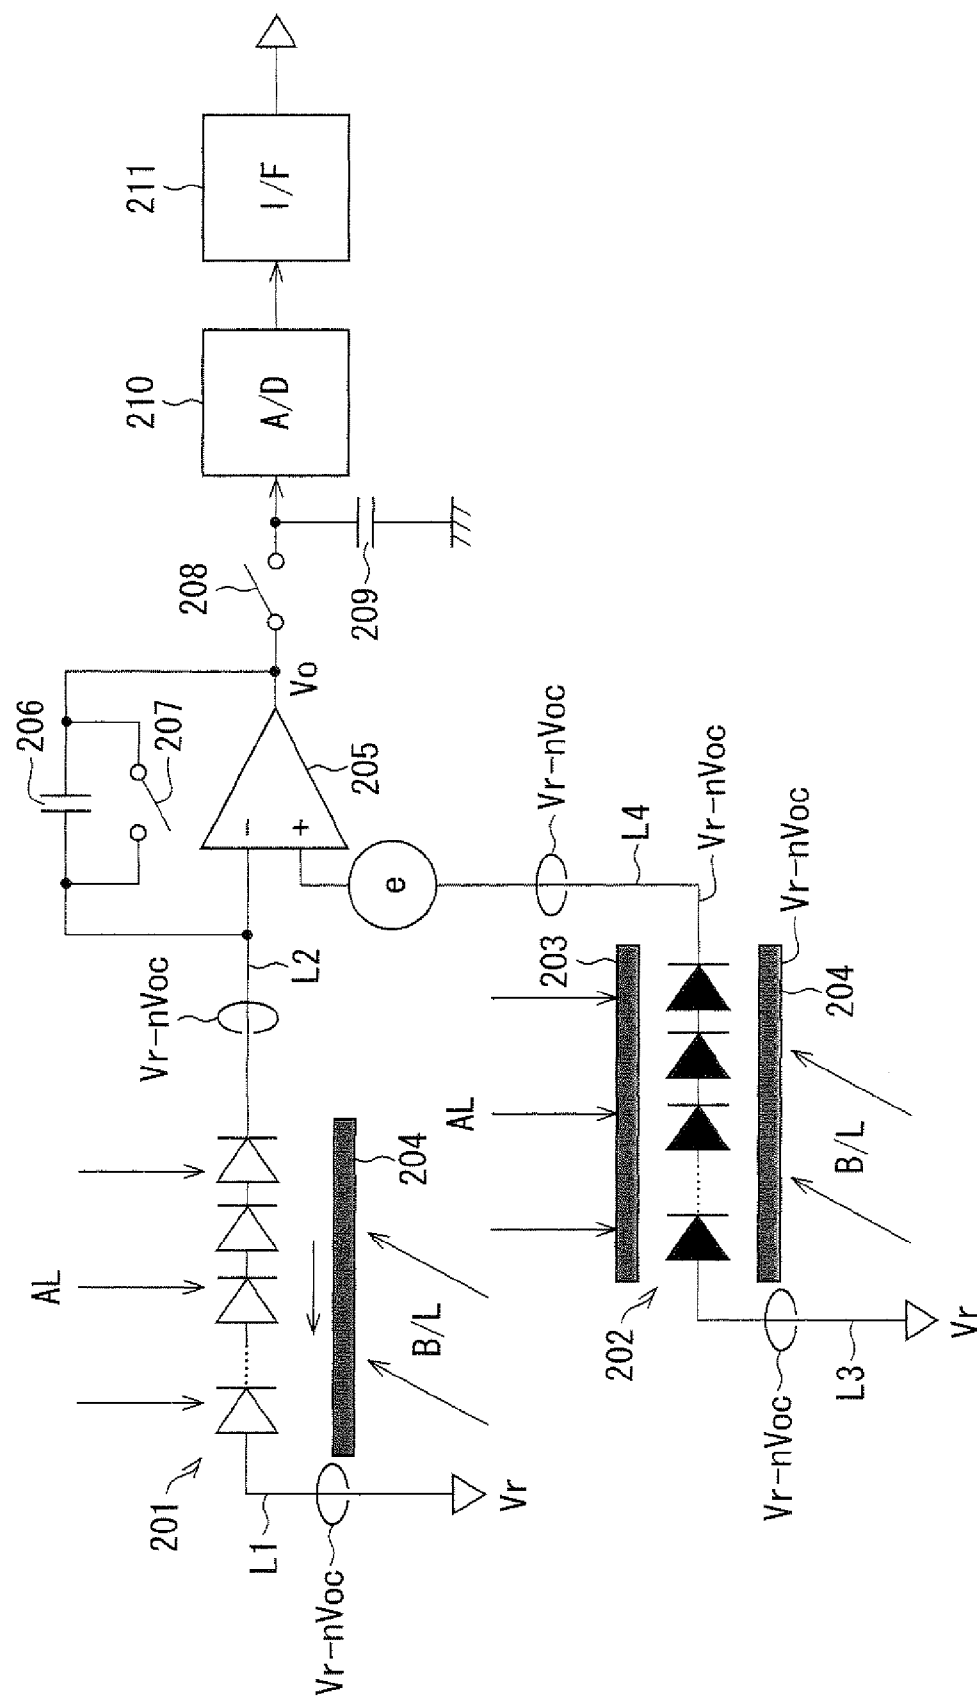 AL
201
L1
Vr-nVoc
Vr
B/L
204
Vr-nVoc
L2
206
207
-
+
205
Vo
e
208
209
210
A/D
211
I/F
Vr-nVoc
L4
Vr-nVoc
203
AL
Vr-nVoc
204
B/L
202
Vr-nVoc
L3
Vr